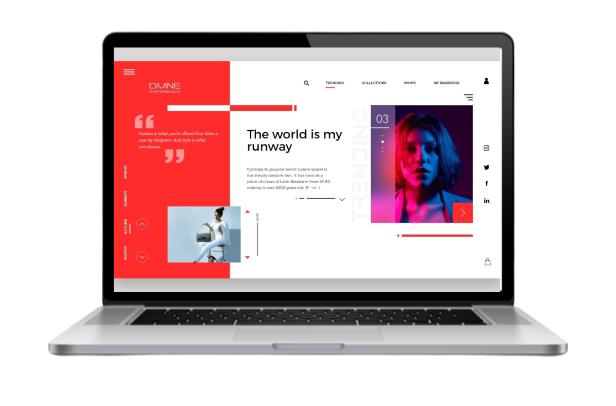 DIVINE
EXPERIENCE
TRENDING
COLLECTIONS
MY WARDROBE
Fashion is what you're offered four times a
year by designers. And style is what
you choose.
The world is my
runway
Contrary to popular belief, Lorem Ipsum is
not simply random text. It has roots in a
piece of classical Latin literature from 45 BC,
making it over 2000 years old.
TRENDING
03